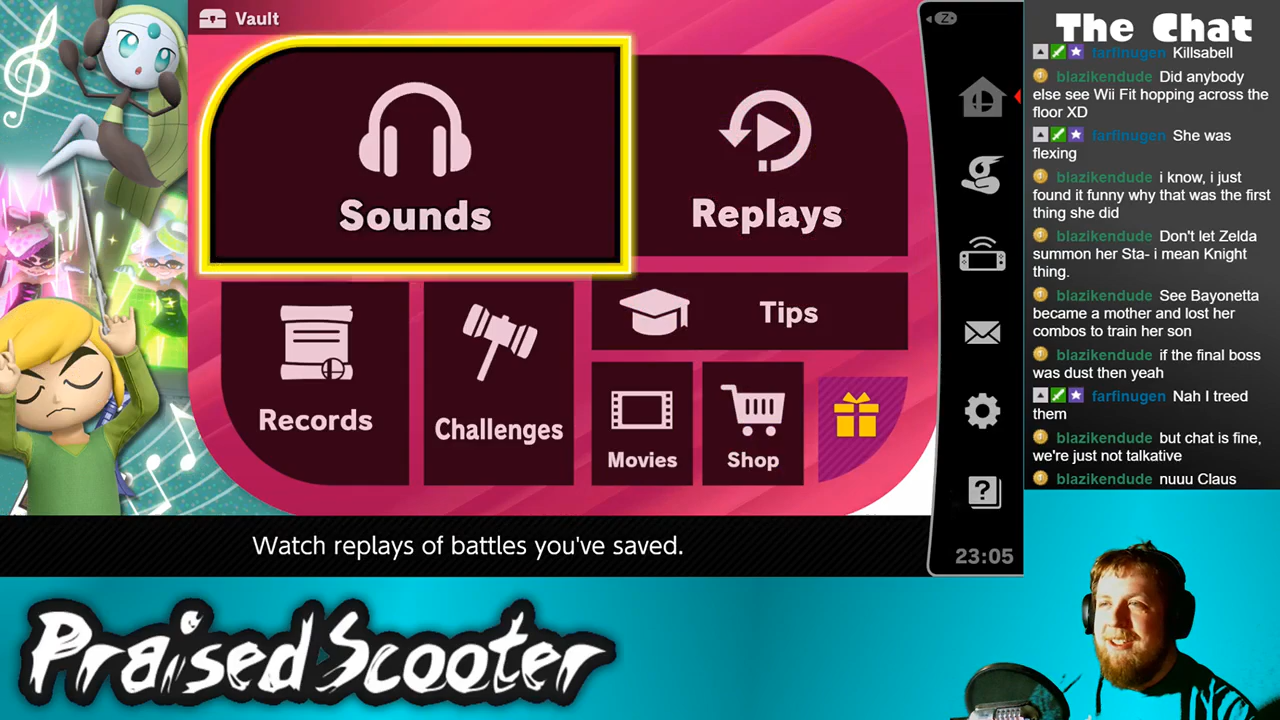 Vault
Sounds
Replays
Records
Challenges
Tips
Movies
Shop
Z
23:05
Watch replays of battles you've saved.
The Chat
farfinugen Killsabell
blazikendude Did anybody
else see Wii Fit hopping across the
floor XD
farfinugen She was
flexing
blazikendude i know, i just
found it funny why that was the first
thing she did
blazikendude Don't let Zelda
summon her Sta- i mean Knight
thing.
blazikendude See Bayonetta
became a mother and lost her
combos to train her son
blazikendude if the final boss
was dust then yeah
farfinugen Nah I treed
them
blazikendude but chat is fine,
we're just not talkative
blazikendude nuuu Claus
PraisedScooter